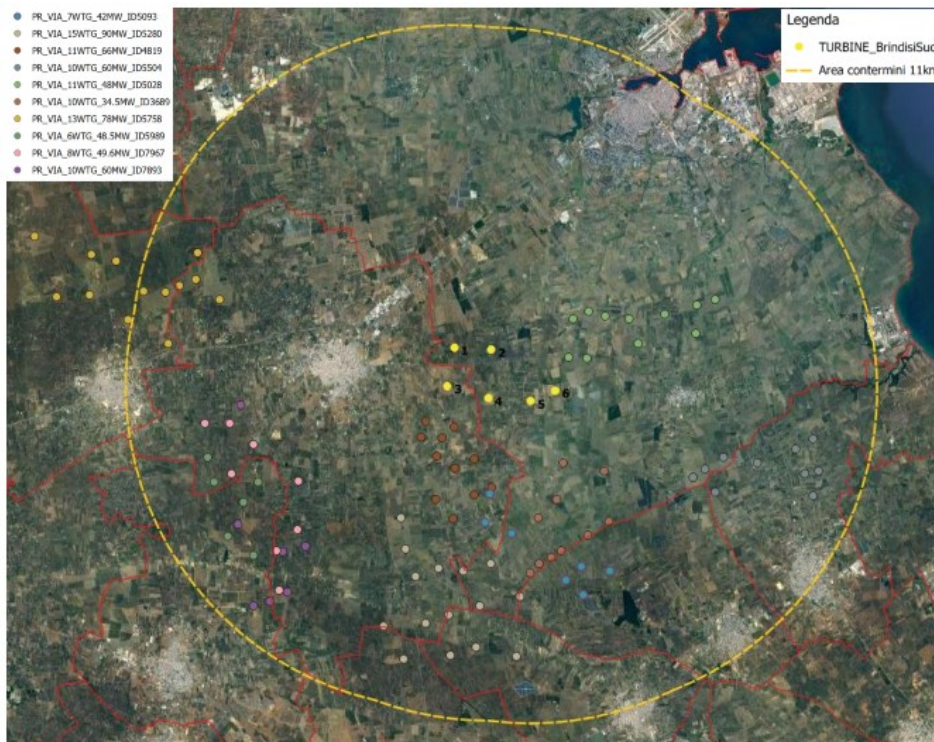 PR_VIA_7WTG_42MW_ID5093
PR_VIA_15WTG_90MW_ID5280
PR_VIA_11WTG_66MW_ID4819
PR_VIA_10WTG_60MW_ID5504
PR_VIA_11WTG_48MW_ID5028
PR_VIA_10WTG_34.5MW_ID3689
PR_VIA_13WTG_78MW_ID5758
PR_VIA_6WTG_48.5MW_ID5989
PR_VIA_8WTG_49.6MW_ID7967
PR_VIA_10WTG_60MW_ID7893
Legenda
TURBINE_BrindisiSud
Area contermini 11km
1
2
3
4
5
6